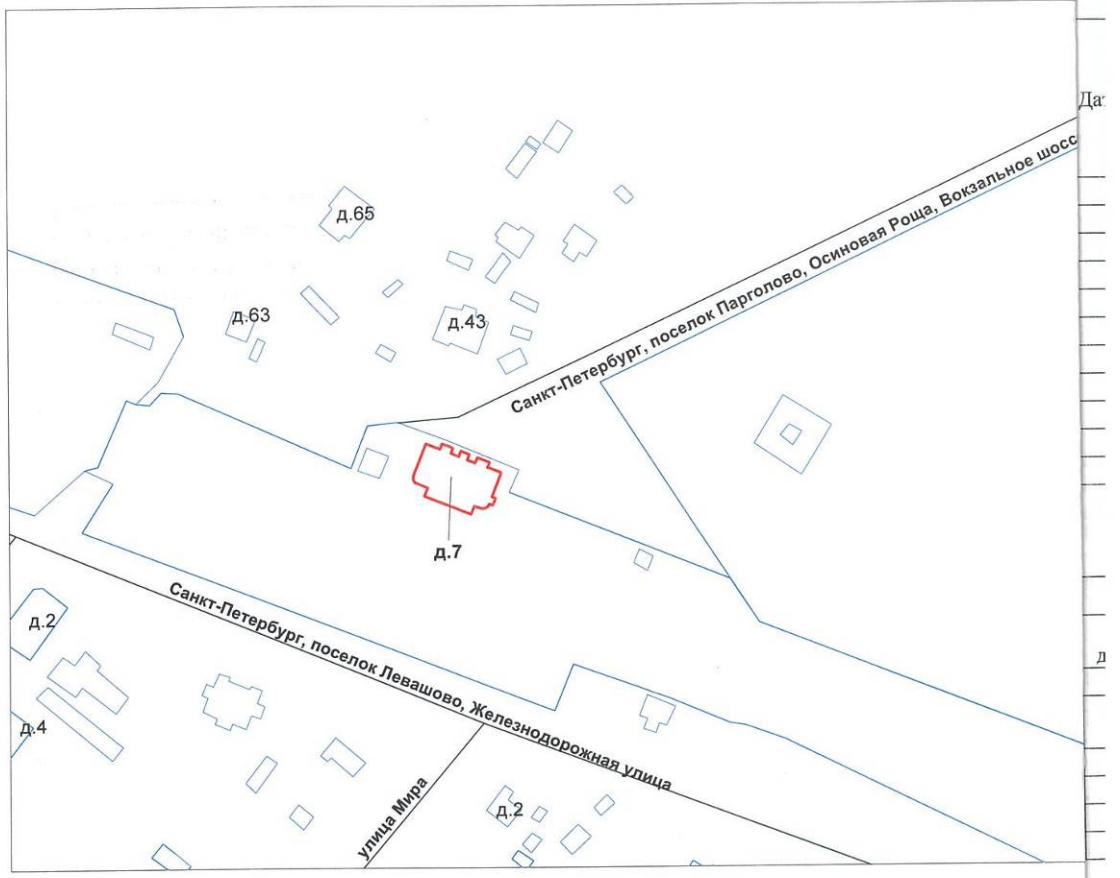 Да
д.65
д.63
д.43
Санкт-Петербург, поселок Парголово, Осиновая Роща, Вокзальное шосс
д.7
Санкт-Петербург, поселок Левашово, Железнодорожная улица
д.2
д.4
улица Мира
д.2